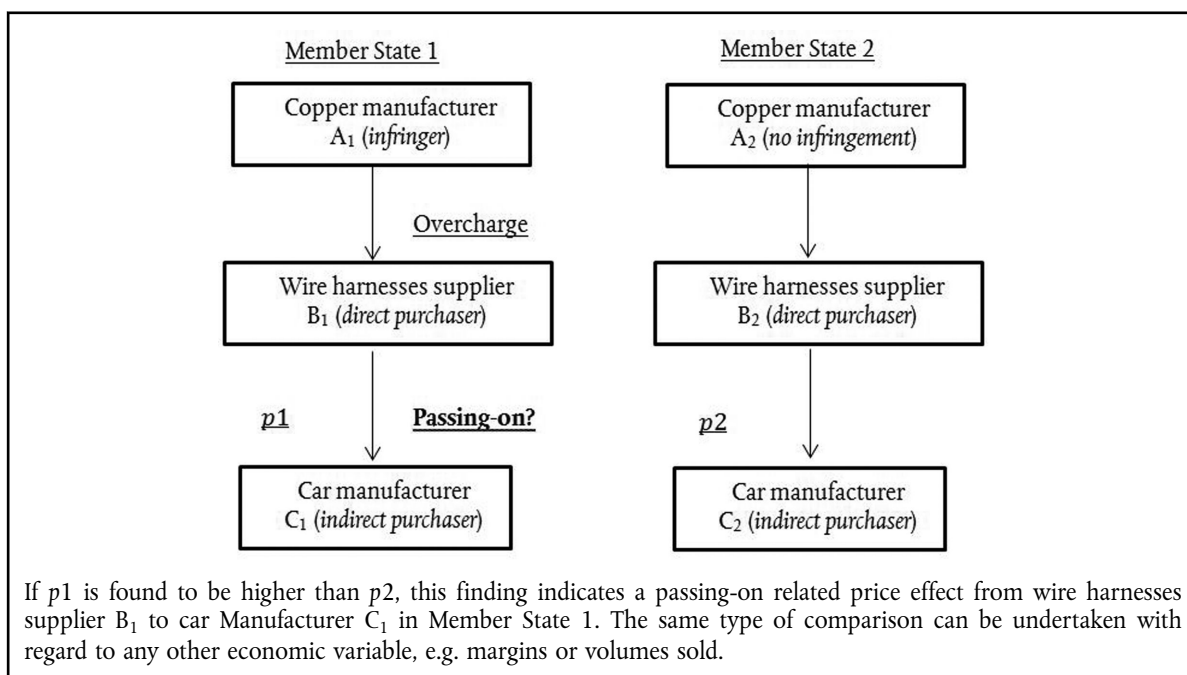 Member State 1
Member State 2
Copper manufacturer
A₁ (infringer)
Copper manufacturer
A₂ (no infringement)
Overcharge
Wire harnesses supplier
B₁ (direct purchaser)
Wire harnesses supplier
B₂ (direct purchaser)
p1
Passing-on?
p2
Car manufacturer
C₁ (indirect purchaser)
Car manufacturer
C₂ (indirect purchaser)
If p1 is found to be higher than p2, this finding indicates a passing-on related price effect from wire harnesses
supplier B₁ to car Manufacturer C₁ in Member State 1. The same type of comparison can be undertaken with
regard to any other economic variable, e.g. margins or volumes sold.